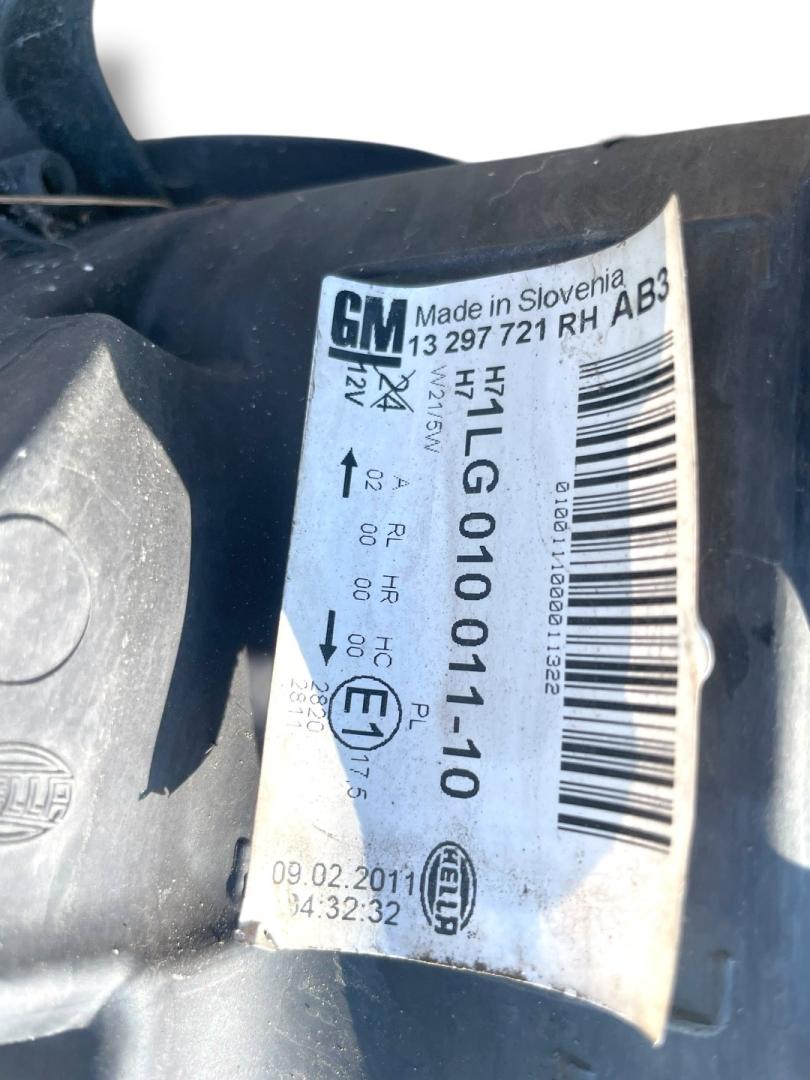 GM
Made in Slovenia
13 297 721 RH AB3
H7
H7
W21/5W
24
12V
1LG 010 011-10
A RL HR HC PL
02 00 00 00
E1
17,5
2820
2811
09.02.2011
04:32:32
HELLA
HELLA